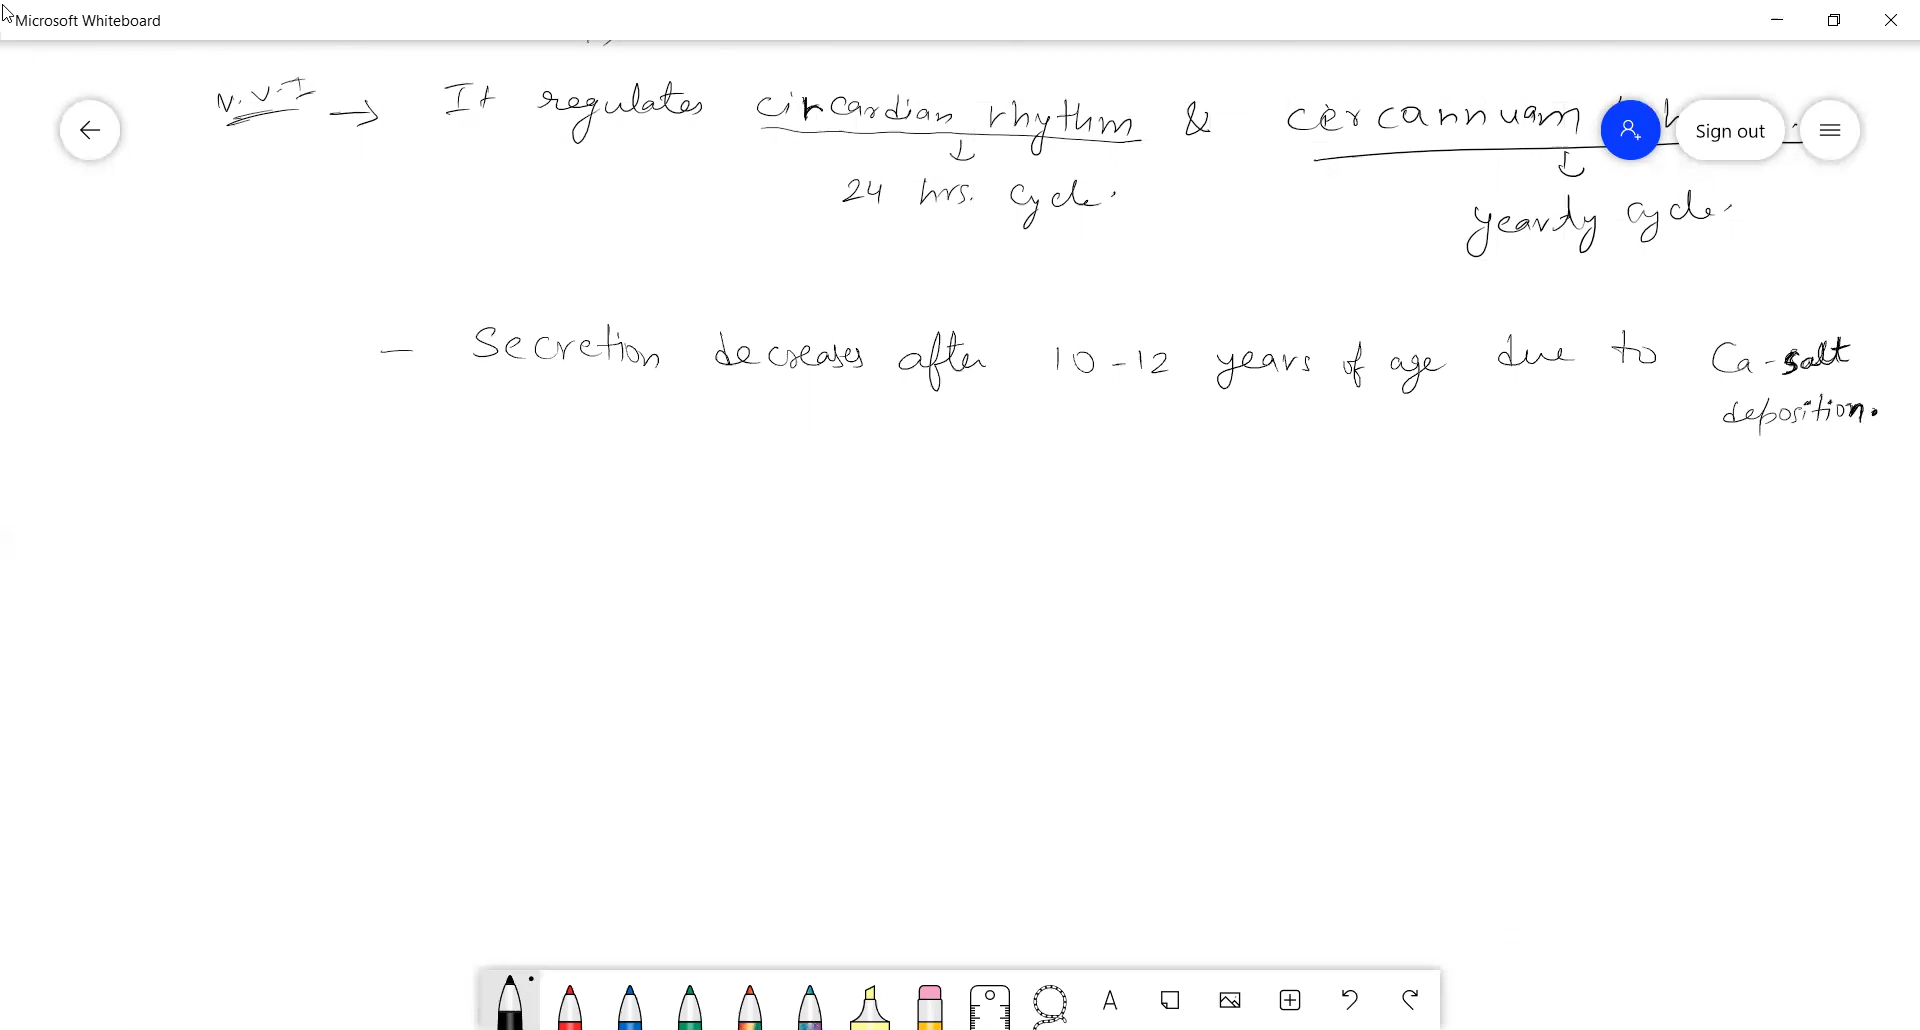 Microsoft Whiteboard
V.V.I → It regulates circardian rhythm & cercannuam
Sign out
↓ ↓
24 hrs. cycle. yearly cycle.
- Secretion decreases after 10-12 years of age due to Ca-salt
deposition.
A